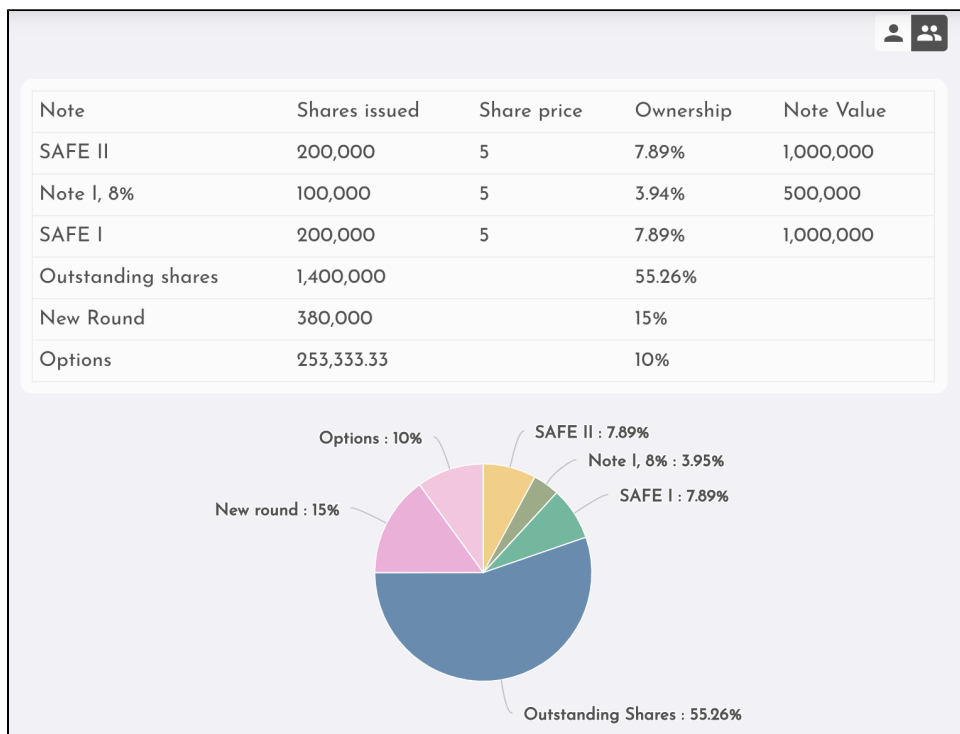 Note Shares issued Share price Ownership Note Value
SAFE II 200,000 5 7.89% 1,000,000
Note I, 8% 100,000 5 3.94% 500,000
SAFE I 200,000 5 7.89% 1,000,000
Outstanding shares 1,400,000 55.26%
New Round 380,000 15%
Options 253,333.33 10%
Options : 10%
SAFE II : 7.89%
Note I, 8% : 3.95%
SAFE I : 7.89%
New round : 15%
Outstanding Shares : 55.26%